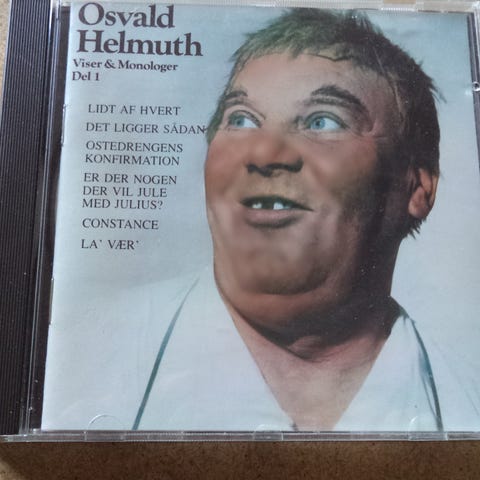 Osvald
Helmuth
Viser & Monologer
Del 1
LIDT AF HVERT
DET LIGGER SÅDAN
OSTEDRENGENS
KONFIRMATION
ER DER NOGEN
DER VIL JULE
MED JULIUS?
CONSTANCE
LA' VÆR'